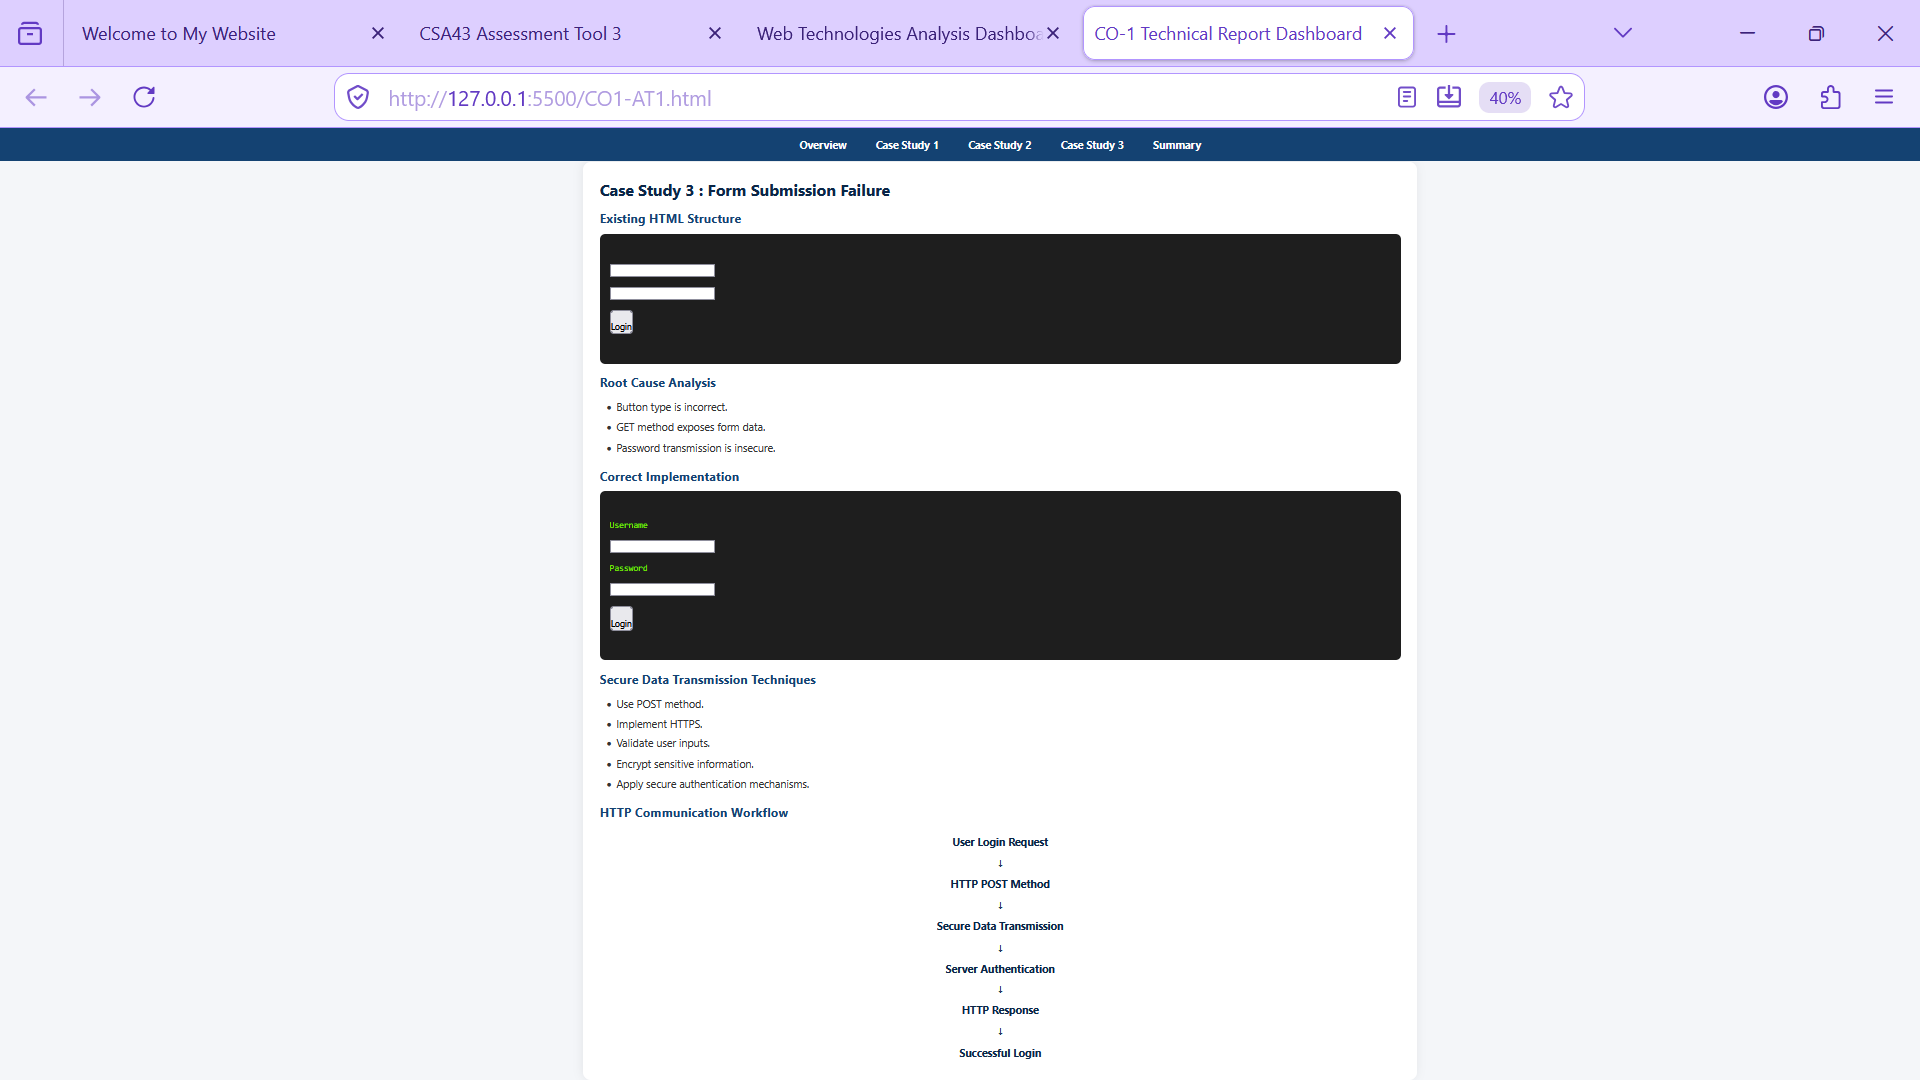 Welcome to My Website
CSA43 Assessment Tool 3
Web Technologies Analysis Dashboa
CO-1 Technical Report Dashboard
http://127.0.0.1:5500/CO1-AT1.html
40%
Overview
Case Study 1
Case Study 2
Case Study 3
Summary
Case Study 3 : Form Submission Failure
Existing HTML Structure
Login
Root Cause Analysis
• Button type is incorrect.
• GET method exposes form data.
• Password transmission is insecure.
Correct Implementation
Username
Password
Login
Secure Data Transmission Techniques
• Use POST method.
• Implement HTTPS.
• Validate user inputs.
• Encrypt sensitive information.
• Apply secure authentication mechanisms.
HTTP Communication Workflow
User Login Request
↓
HTTP POST Method
↓
Secure Data Transmission
↓
Server Authentication
↓
HTTP Response
↓
Successful Login